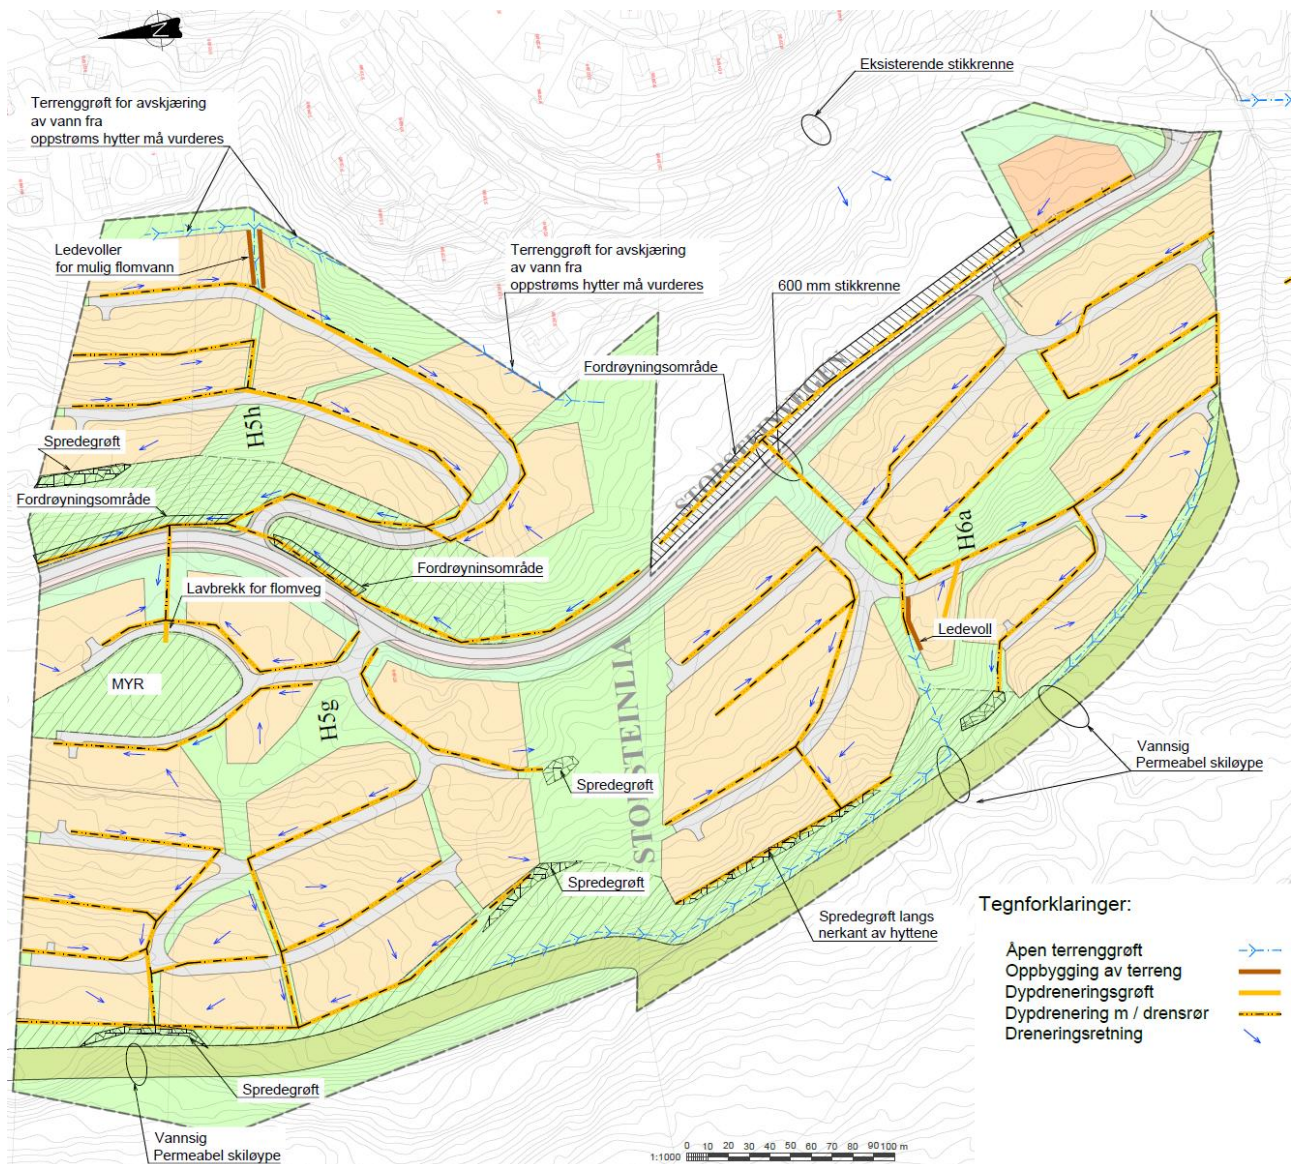 N
Eksisterende stikkrenne
Terrenggrøft for avskjæring
av vann fra
oppstrøms hytter må vurderes
Ledevoller
for mulig flomvann
Terrenggrøft for avskjæring
av vann fra
oppstrøms hytter må vurderes
600 mm stikkrenne
Fordrøyningsområde
H5h
Spredegrøft
Fordrøyningsområde
Fordrøyninsområde
H6a
Lavbrekk for flomveg
Ledevoll
MYR
H5g
STORSTEINLIA
Vannsig
Permeabel skiløype
Spredegrøft
Spredegrøft
Spredegrøft langs
nerkant av hyttene
Spredegrøft
Vannsig
Permeabel skiløype
Tegnforklaringer:
Åpen terrenggrøft
Oppbygging av terreng
Dypdreneringsgrøft
Dypdrenering m / drensrør
Dreneringsretning
0 10 20 30 40 50 60 70 80 90 100 m
1:1000